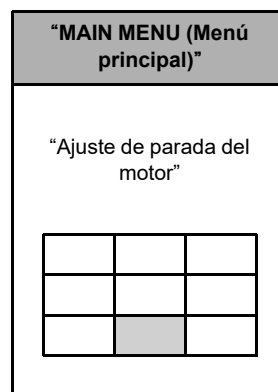 “MAIN MENU (Menú
principal)”
“Ajuste de parada del
motor”